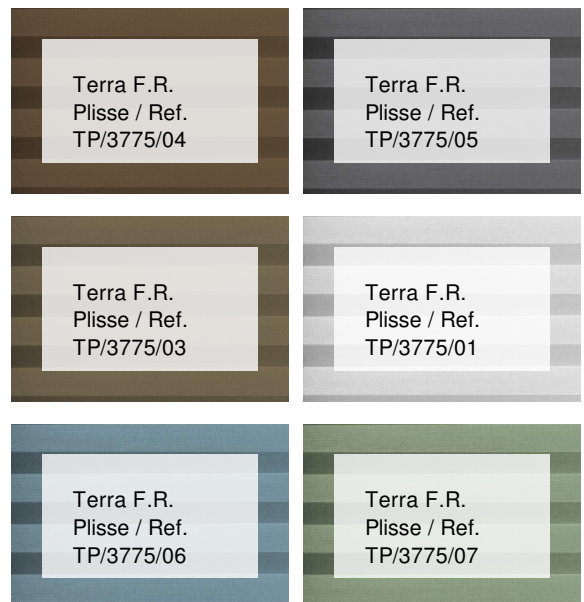 Terra F.R.
Plisse / Ref.
TP/3775/04
Terra F.R.
Plisse / Ref.
TP/3775/05
Terra F.R.
Plisse / Ref.
TP/3775/03
Terra F.R.
Plisse / Ref.
TP/3775/01
Terra F.R.
Plisse / Ref.
TP/3775/06
Terra F.R.
Plisse / Ref.
TP/3775/07